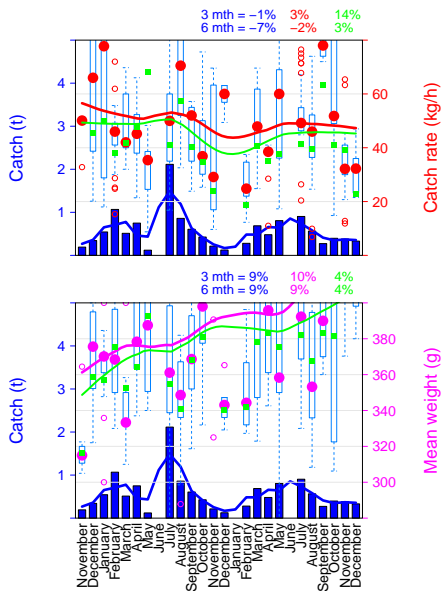 3 mth = −1% 3% 14%
6 mth = −7% −2% 3%
Catch (t)
5
4
3
2
1
Catch rate (kg/h)
60
40
20
3 mth = 9% 10% 4%
6 mth = 9% 9% 4%
Catch (t)
5
4
3
2
1
Mean weight (g)
380
360
340
320
300
November
December
January
February
March
April
May
June
July
August
September
October
November
December
January
February
March
April
May
June
July
August
September
October
November
December